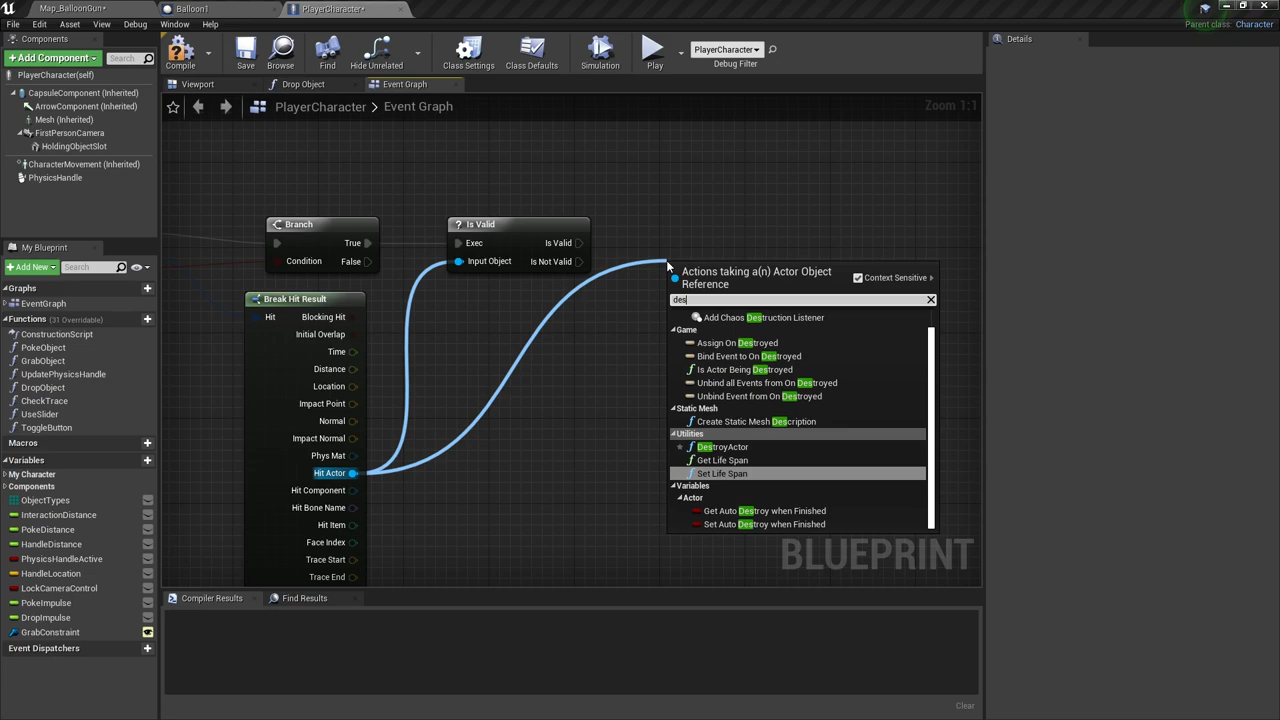 Map_BalloonGun•
Balloon1
PlayerCharacter•
File Edit Asset View Debug Window Help
Parent class: Character
Components
Add Component
Search
PlayerCharacter(self)
CapsuleComponent (Inherited)
ArrowComponent (Inherited)
Mesh (Inherited)
FirstPersonCamera
HoldingObjectSlot
CharacterMovement (Inherited)
PhysicsHandle
Compile
Save
Browse
Find
Hide Unrelated
Class Settings
Class Defaults
Simulation
Play
PlayerCharacter
Debug Filter
Details
Viewport
Drop Object
Event Graph
PlayerCharacter > Event Graph
Zoom 1:1
My Blueprint
Add New
Search
Graphs
EventGraph
Functions (31 Overridable)
ConstructionScript
PokeObject
GrabObject
UpdatePhysicsHandle
DropObject
CheckTrace
UseSlider
ToggleButton
Macros
Variables
My Character
Components
ObjectTypes
InteractionDistance
PokeDistance
HandleDistance
PhysicsHandleActive
HandleLocation
LockCameraControl
PokeImpulse
DropImpulse
GrabConstraint
Event Dispatchers
Branch
True
Condition False
? Is Valid
Exec Is Valid
Input Object Is Not Valid
Break Hit Result
Hit Blocking Hit
Initial Overlap
Time
Distance
Location
Impact Point
Normal
Impact Normal
Phys Mat
Hit Actor
Hit Component
Hit Bone Name
Hit Item
Face Index
Trace Start
Trace End
Actions taking a(n) Actor Object
Reference
Context Sensitive
des
Add Chaos Destruction Listener
Game
Assign On Destroyed
Bind Event to On Destroyed
Is Actor Being Destroyed
Unbind all Events from On Destroyed
Unbind Event from On Destroyed
Static Mesh
Create Static Mesh Description
Utilities
DestroyActor
Get Life Span
Set Life Span
Variables
Actor
Get Auto Destroy when Finished
Set Auto Destroy when Finished
BLUEPRINT
Compiler Results
Find Results
Clear